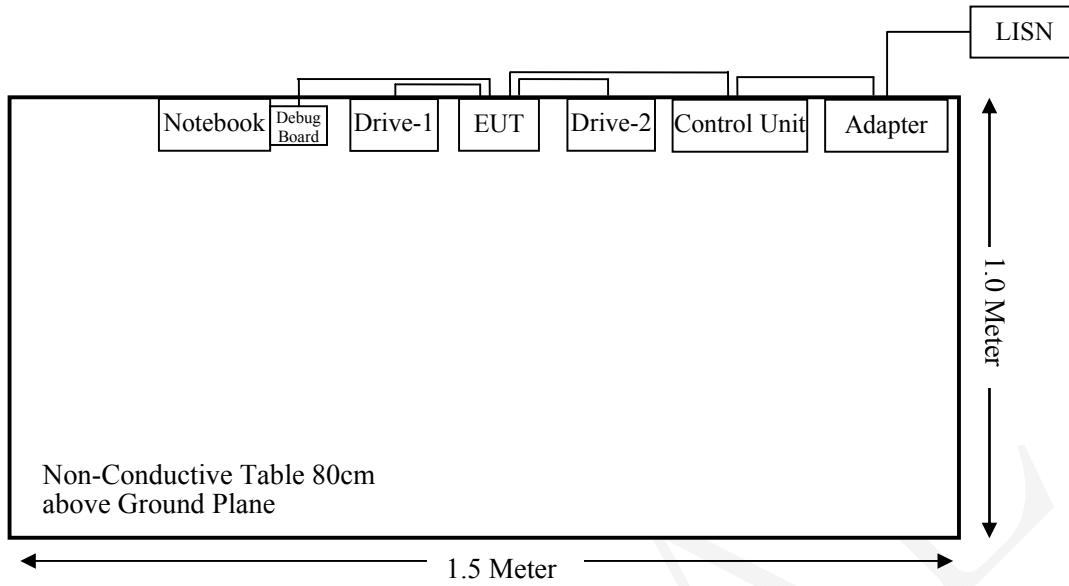 LISN
Notebook
Debug
Board
Drive-1
EUT
Drive-2
Control Unit
Adapter
1.0 Meter
Non-Conductive Table 80cm
above Ground Plane
1.5 Meter